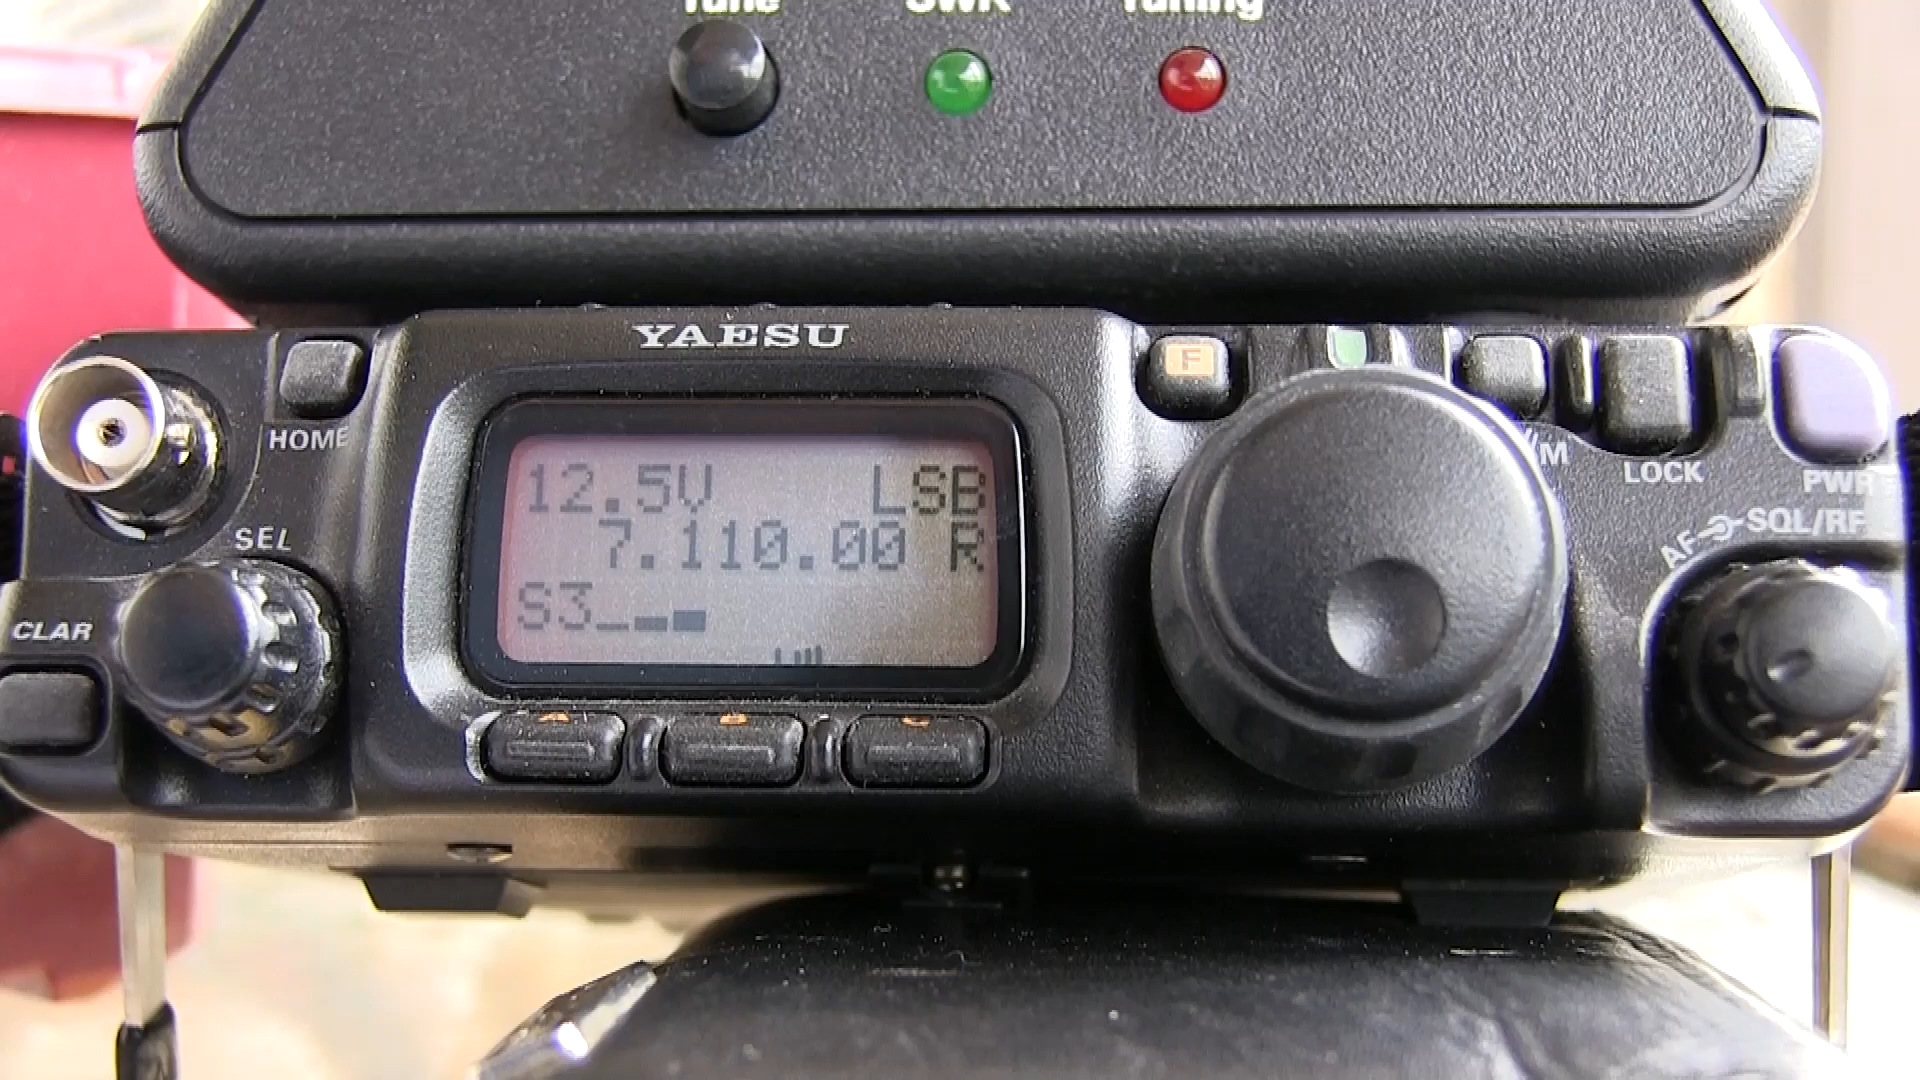 Tune SWR Tuning
YAESU
F
HOME
12.5V LSB
7.110.00 R
S3
SEL
CLAR
A B C
LOCK
PWR
AF SQL/RF